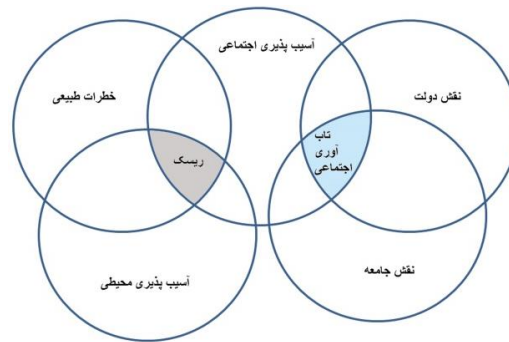 آسیب پذیری اجتماعی
نقش دولت
خطرات طبیعی
تاب
آوری
اجتماعی
ریسک
نقش جامعه
آسیب پذیری محیطی